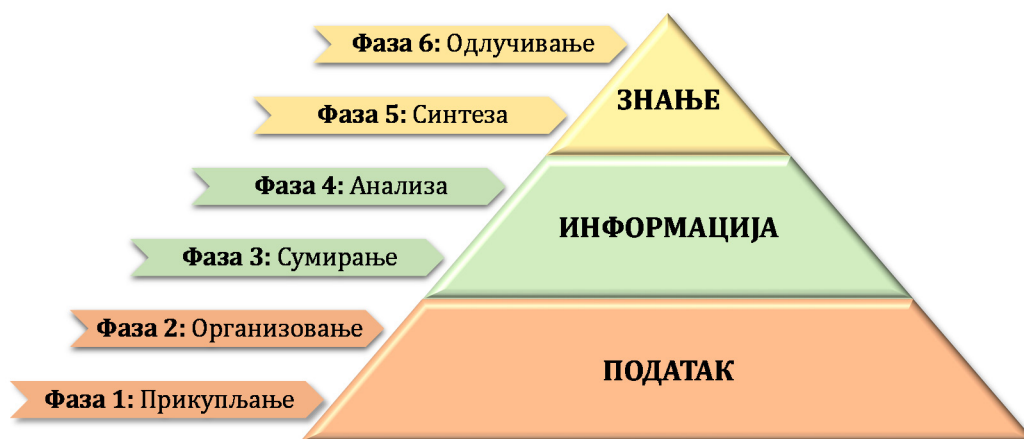 Фаза 6: Одлучивање
Фаза 5: Синтеза
ЗНАЊЕ
Фаза 4: Анализа
ИНФОРМАЦИЈА
Фаза 3: Сумирање
Фаза 2: Организовање
ПОДАТАК
Фаза 1: Прикупљање